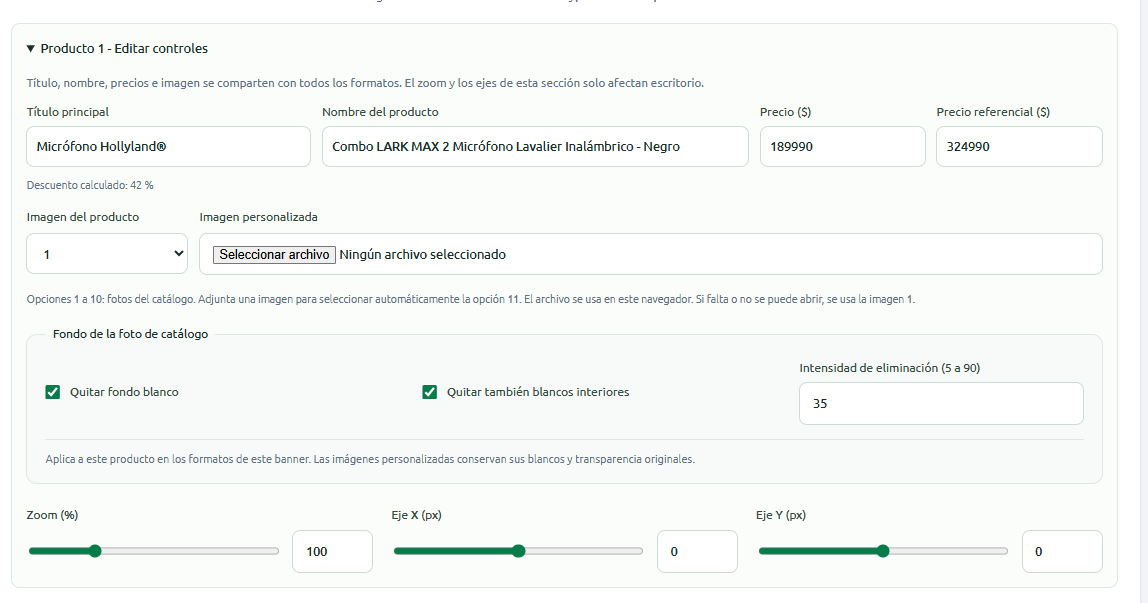 Producto 1 - Editar controles
Título, nombre, precios e imagen se comparten con todos los formatos. El zoom y los ejes de esta sección solo afectan escritorio.
Título principal
Nombre del producto
Precio ($)
Precio referencial ($)
Micrófono Hollyland®
Combo LARK MAX 2 Micrófono Lavalier Inalámbrico - Negro
189990
324990
Descuento calculado: 42 %
Imagen del producto
Imagen personalizada
1
Seleccionar archivo Ningún archivo seleccionado
Opciones 1 a 10: fotos del catálogo. Adjunta una imagen para seleccionar automáticamente la opción 11. El archivo se usa en este navegador. Si falta o no se puede abrir, se usa la imagen 1.
Fondo de la foto de catálogo
Quitar fondo blanco
Quitar también blancos interiores
Intensidad de eliminación (5 a 90)
35
Aplica a este producto en los formatos de este banner. Las imágenes personalizadas conservan sus blancos y transparencia originales.
Zoom (%)
Eje X (px)
Eje Y (px)
100
0
0